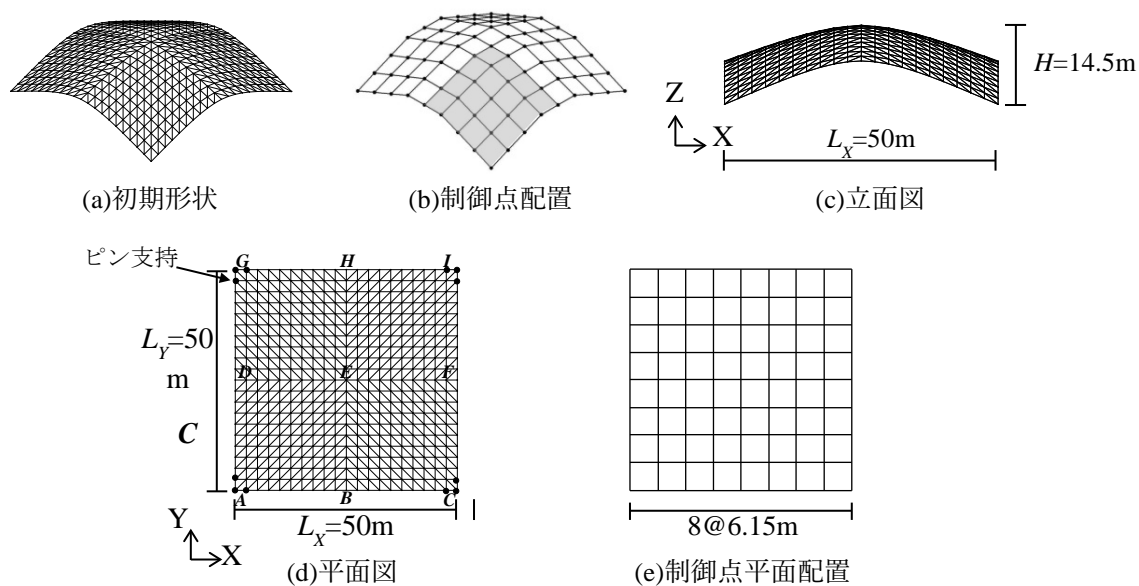 H=14.5m
Z
X
L_X=50m
(a)初期形状
(b)制御点配置
(c)立面図
ピン支持
G
H
I
L_Y=50
m
D
E
F
C
A
B
C
L_X=50m
8@6.15m
Y
X
(d)平面図
(e)制御点平面配置